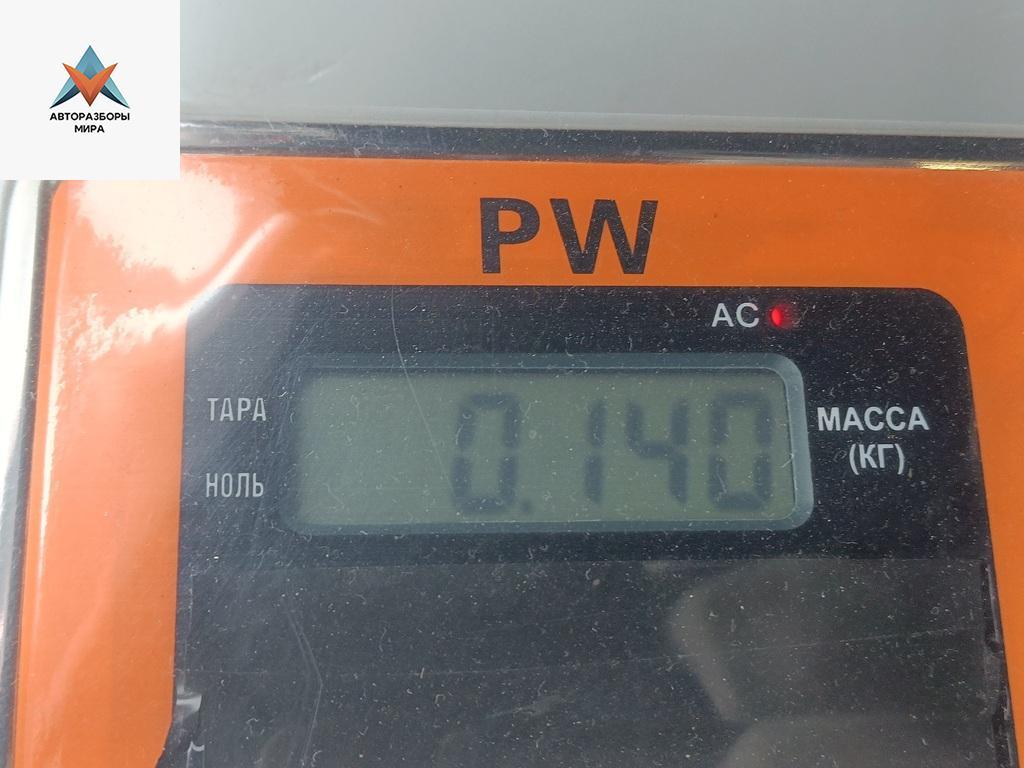 АВТОРАЗБОРЫ
МИРА
PW
AC
ТАРА
0.140
МАССА
(КГ)
НОЛЬ